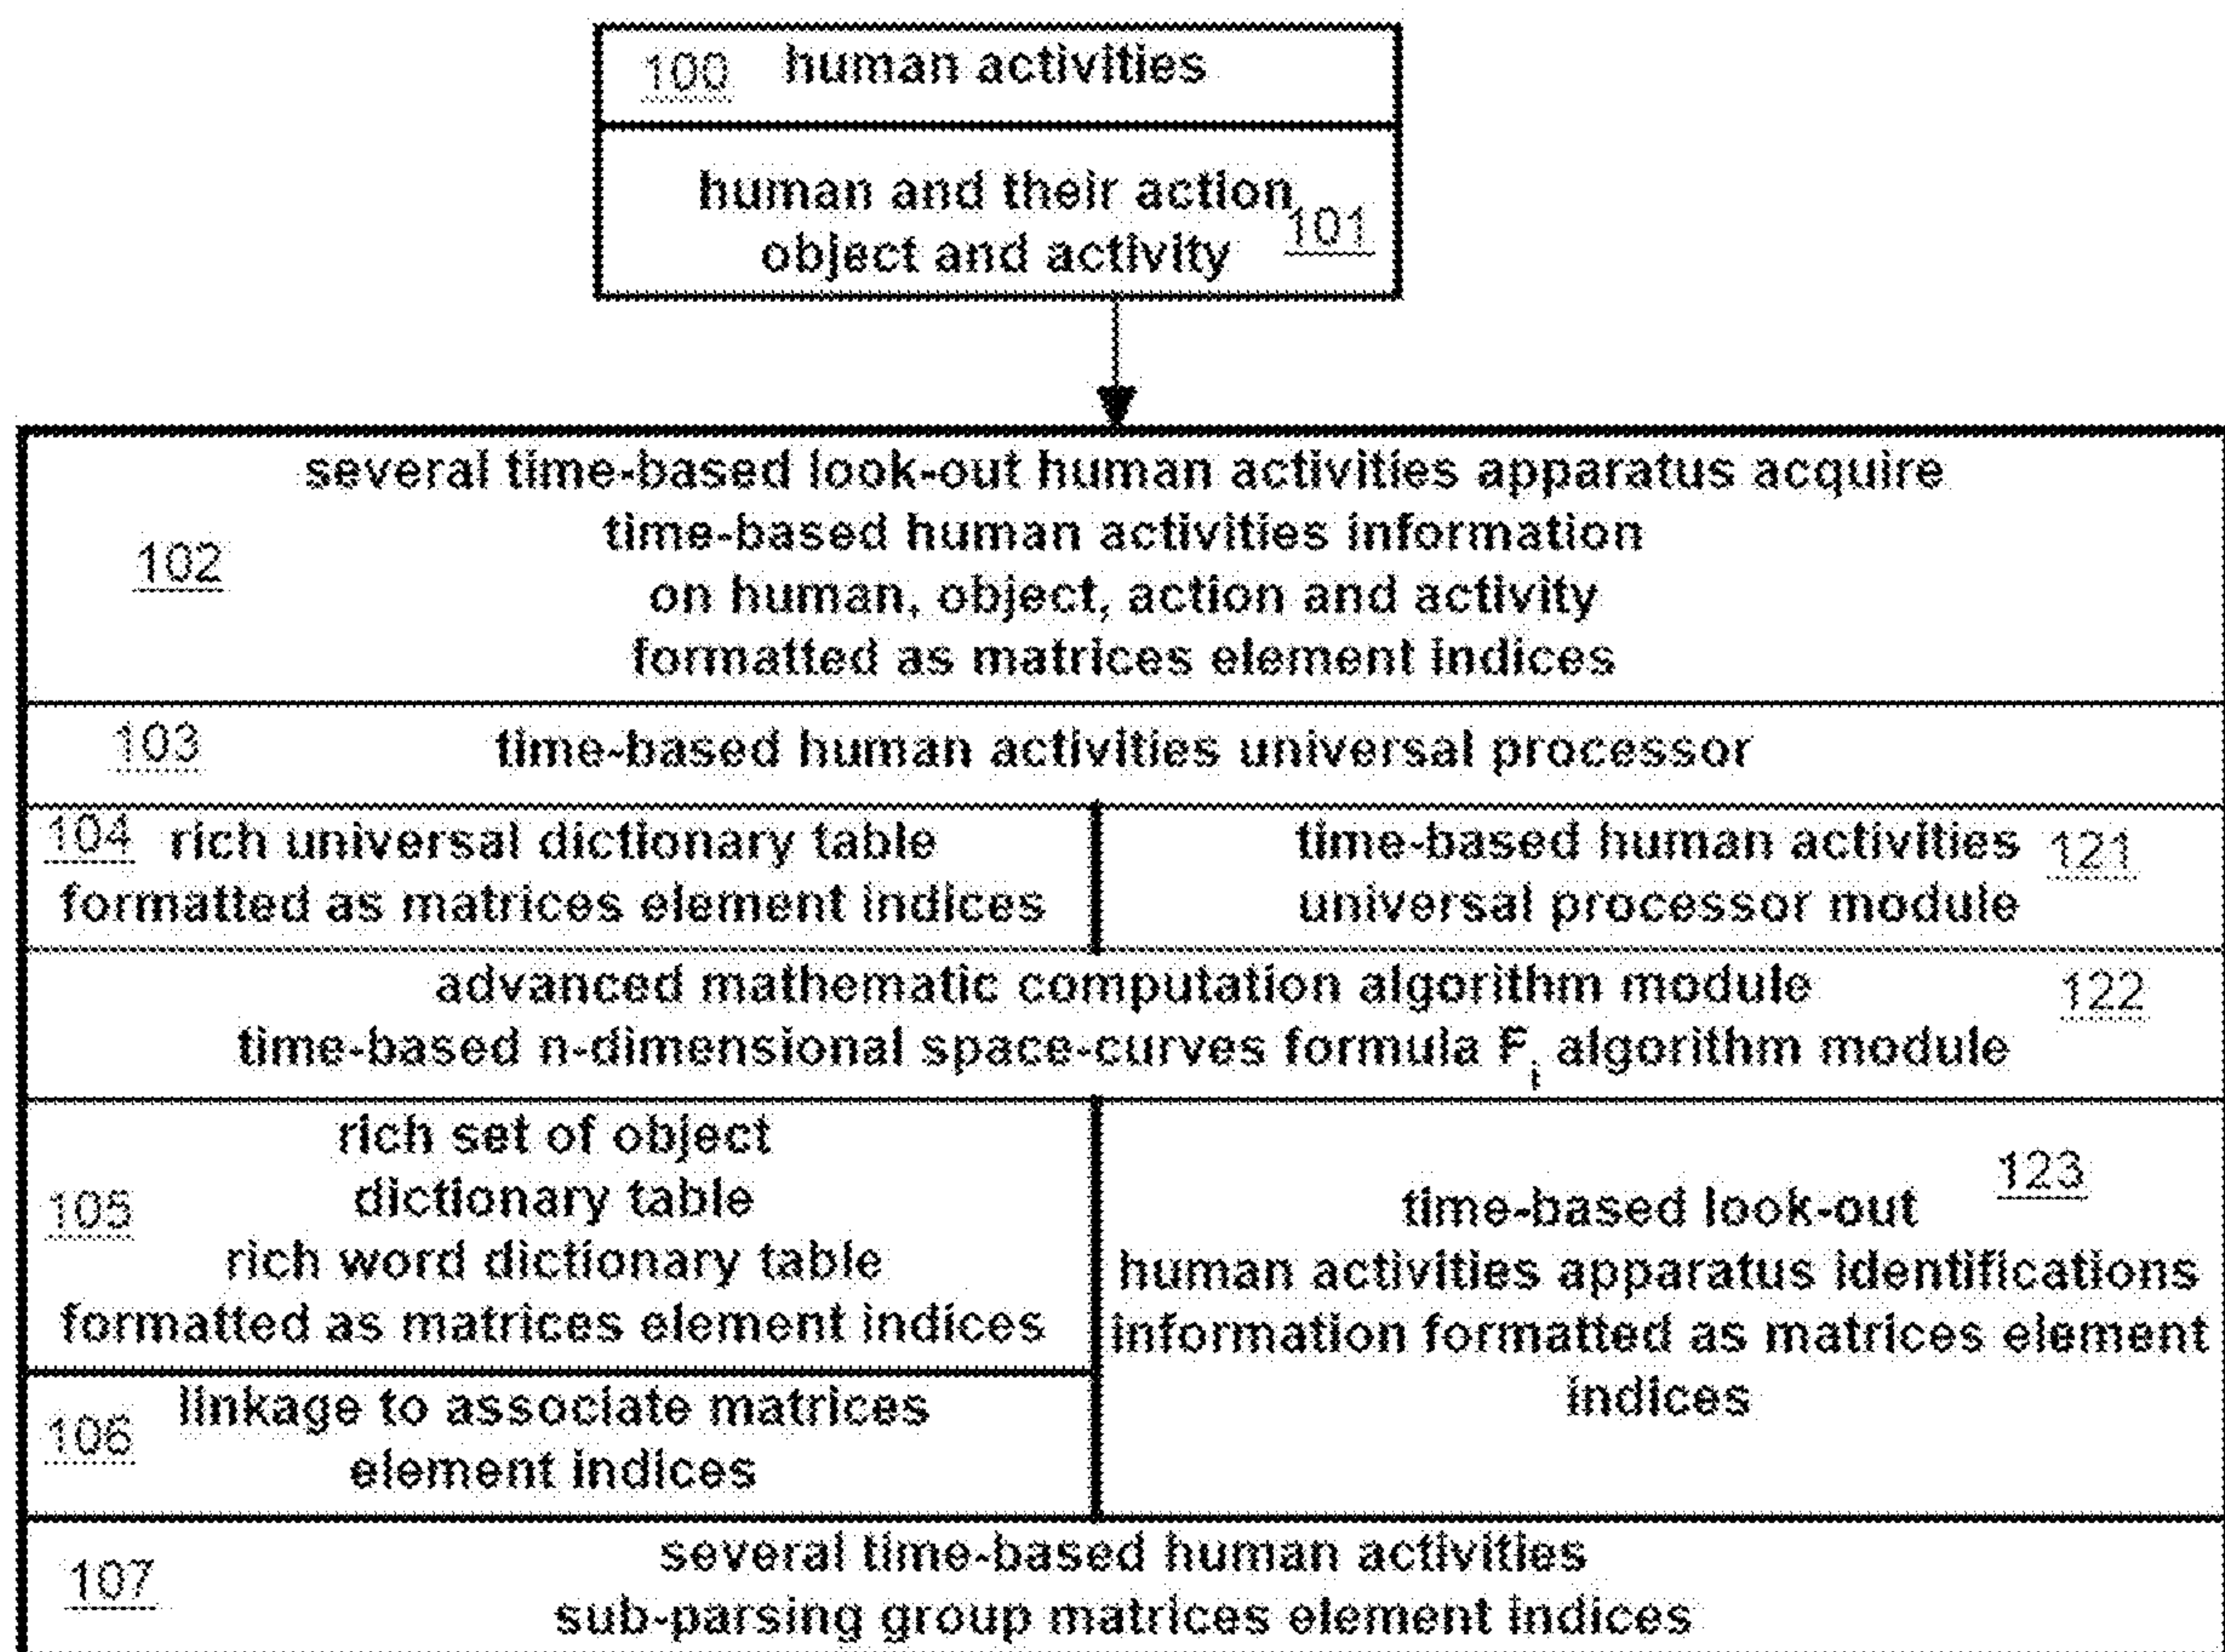 100 human activities
human and their action
object and activity 101
several time-based look-out human activities apparatus acquire
time-based human activities information
102
on human, object, action and activity
formatted as matrices element indices
103 time-based human activities universal processor
104 rich universal dictionary table
formatted as matrices element indices
time-based human activities 121
universal processor module
advanced mathematic computation algorithm module 122
time-based n-dimensional space-curves formula Fi algorithm module
rich set of object
dictionary table
105
rich word dictionary table
formatted as matrices element indices
123
time-based look-out
human activities apparatus identifications
information formatted as matrices element
indices
linkage to associate matrices
106
element indices
several time-based human activities
107
sub-parsing group matrices element indices